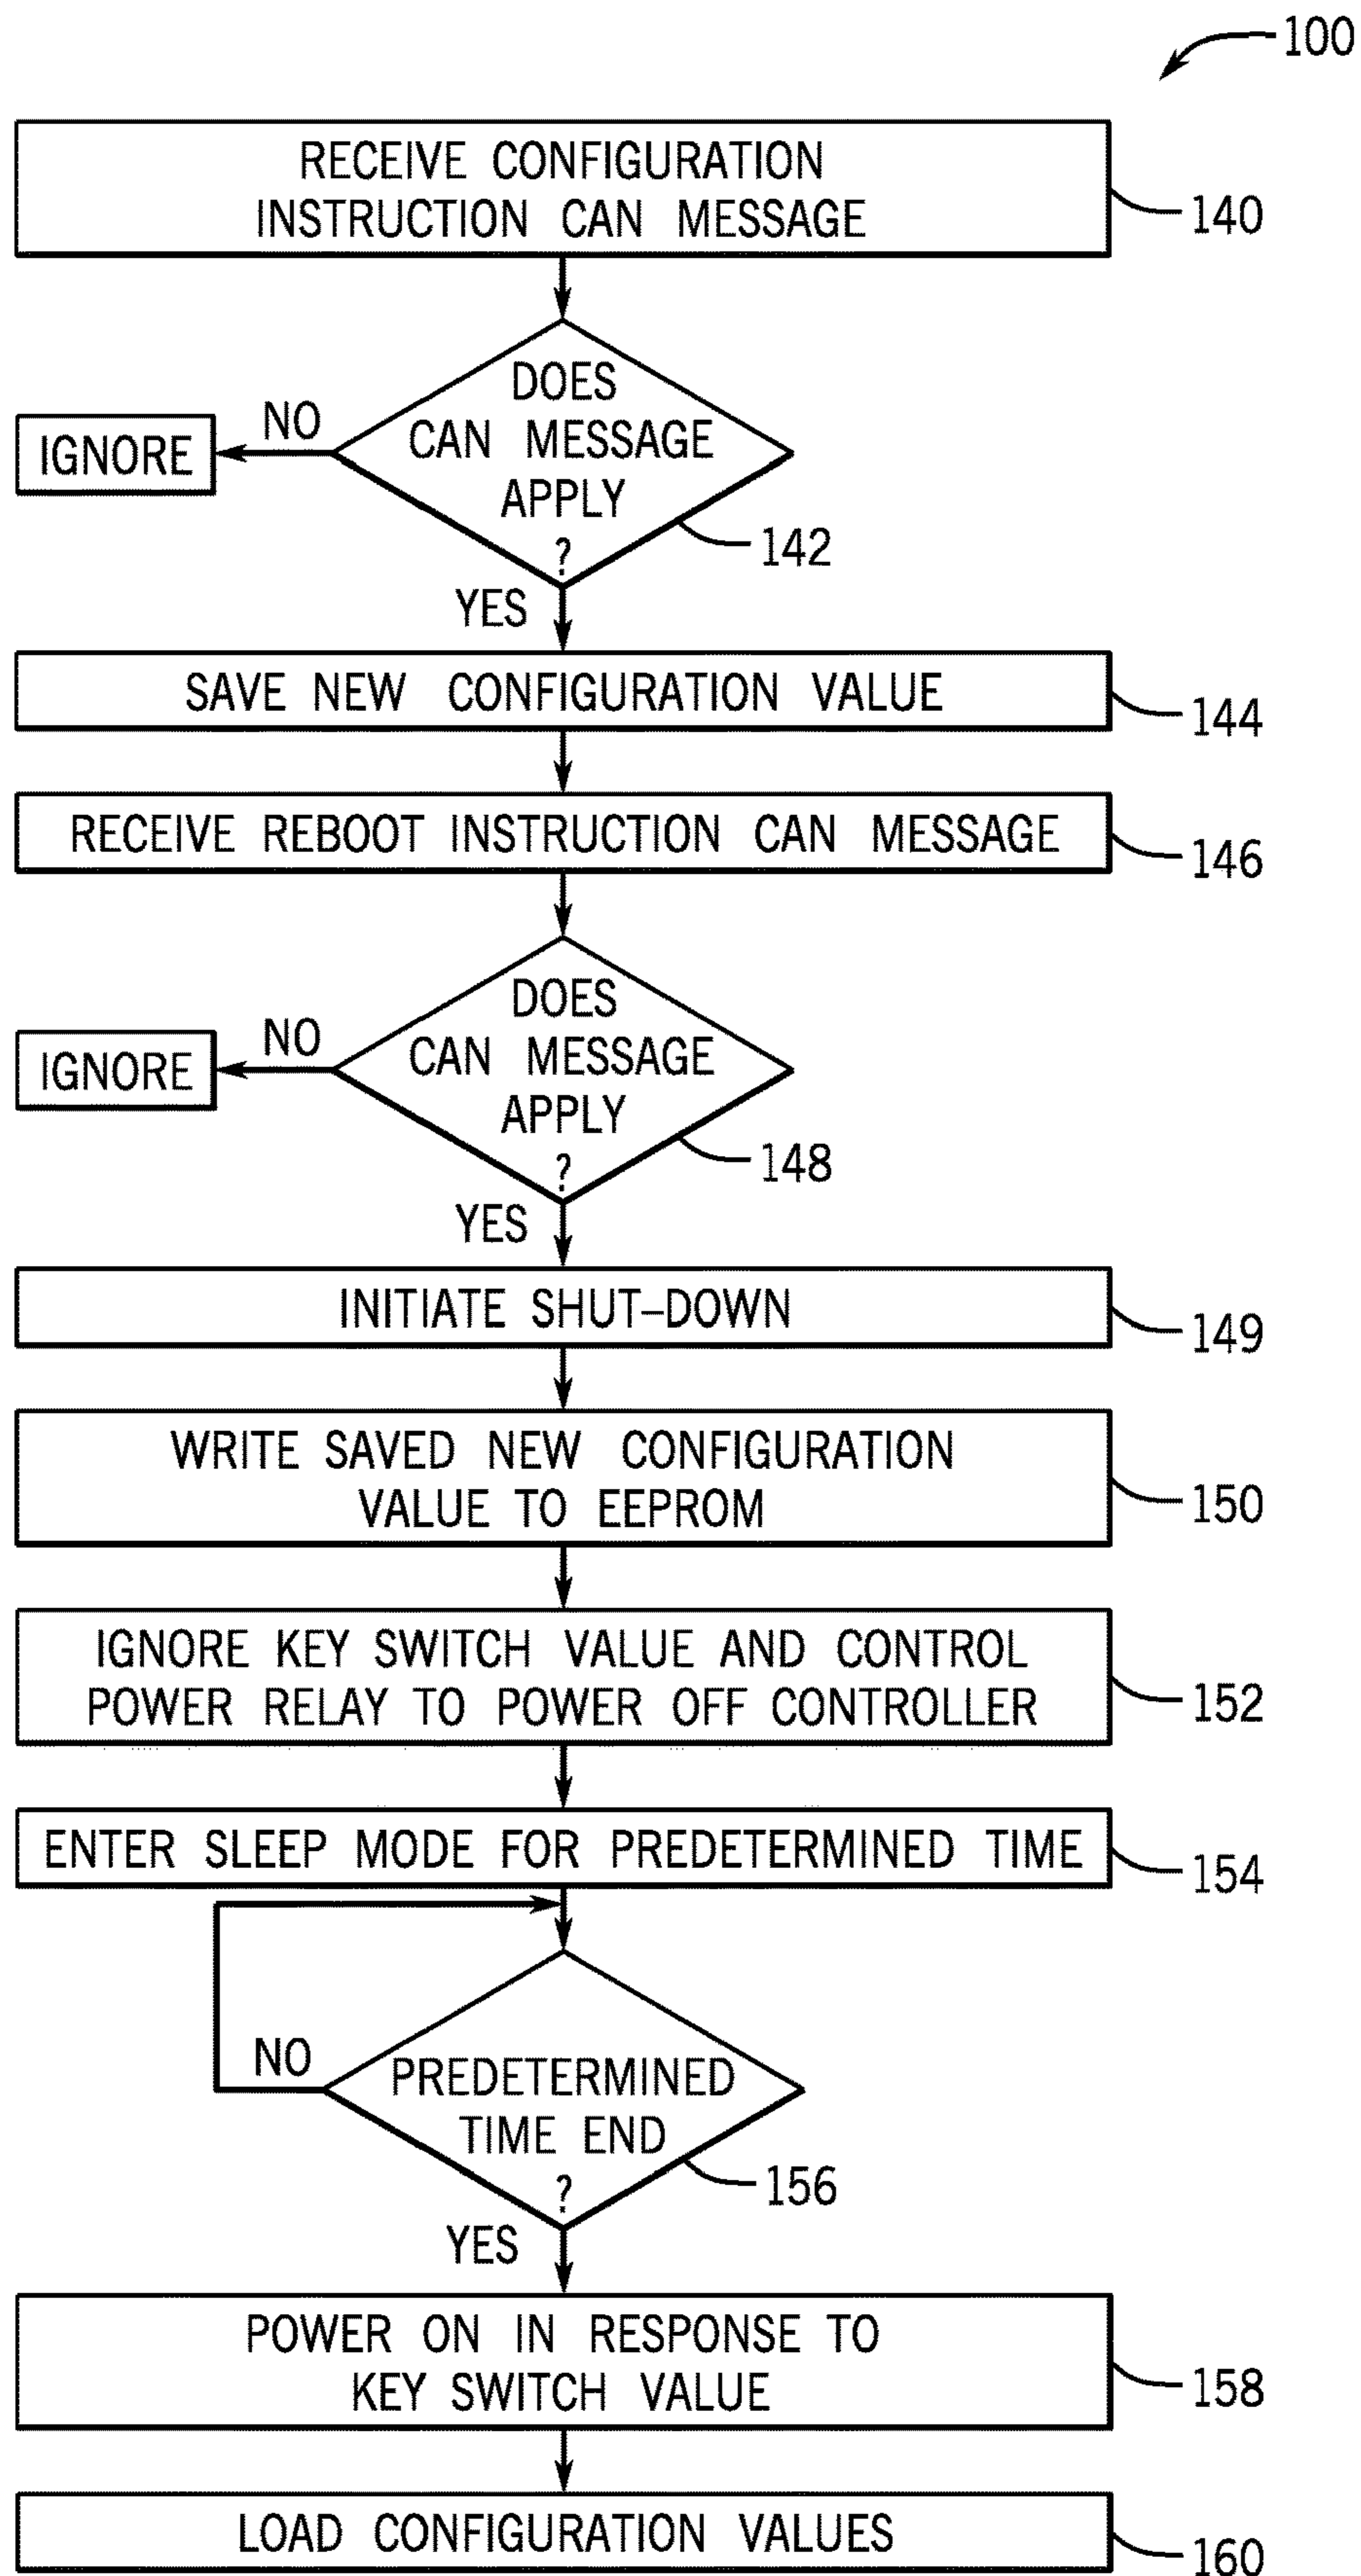 100
RECEIVE CONFIGURATION
INSTRUCTION CAN MESSAGE
140
DOES
CAN MESSAGE
APPLY
?
142
NO
IGNORE
YES
SAVE NEW CONFIGURATION VALUE
144
RECEIVE REBOOT INSTRUCTION CAN MESSAGE
146
DOES
CAN MESSAGE
APPLY
?
148
NO
IGNORE
YES
INITIATE SHUT–DOWN
149
WRITE SAVED NEW CONFIGURATION
VALUE TO EEPROM
150
IGNORE KEY SWITCH VALUE AND CONTROL
POWER RELAY TO POWER OFF CONTROLLER
152
ENTER SLEEP MODE FOR PREDETERMINED TIME
154
NO
PREDETERMINED
TIME END
?
156
YES
POWER ON IN RESPONSE TO
KEY SWITCH VALUE
158
LOAD CONFIGURATION VALUES
160